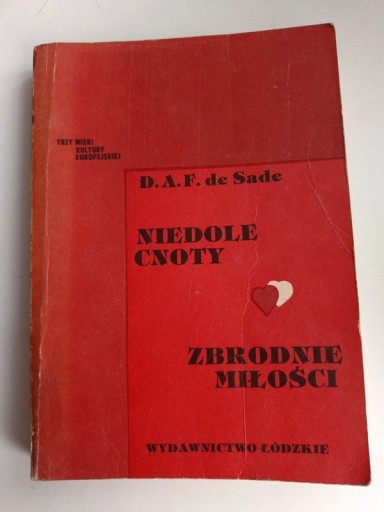 TRZY WIEKI
KULTURY
EUROPEJSKIEJ
D.A.F. de Sade
NIEDOLE
CNOTY
ZBRODNIE
MIŁOŚCI
WYDAWNICTWO ŁÓDZKIE